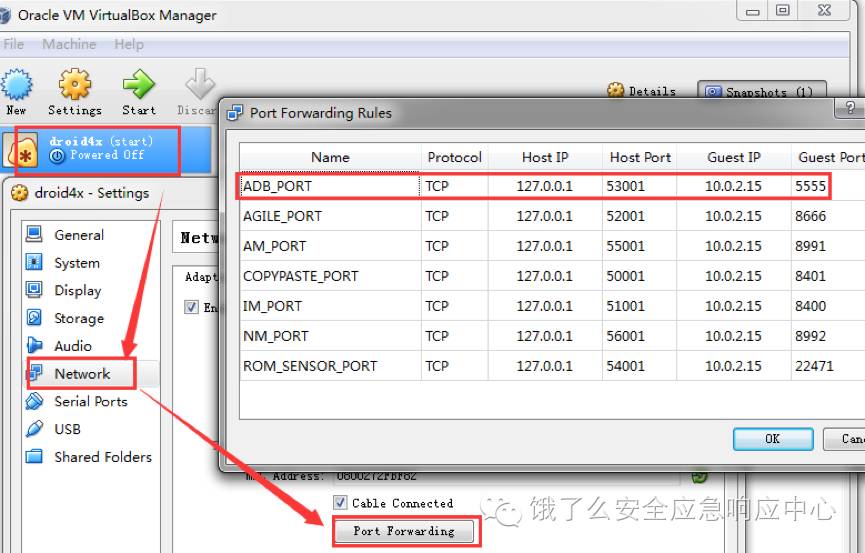 Oracle VM VirtualBox Manager
File Machine Help
New Settings Start Discar
Details Snapshots (1)
droid4x (start)
Powered Off
Port Forwarding Rules
Name Protocol Host IP Host Port Guest IP Guest Port
ADB_PORT TCP 127.0.0.1 53001 10.0.2.15 5555
AGILE_PORT TCP 127.0.0.1 52001 10.0.2.15 8666
AM_PORT TCP 127.0.0.1 55001 10.0.2.15 8991
COPYPASTE_PORT TCP 127.0.0.1 50001 10.0.2.15 8401
IM_PORT TCP 127.0.0.1 51001 10.0.2.15 8400
NM_PORT TCP 127.0.0.1 56001 10.0.2.15 8992
ROM_SENSOR_PORT TCP 127.0.0.1 54001 10.0.2.15 22471
OK Canc
droid4x - Settings
General
System
Display
Storage
Audio
Network
Serial Ports
USB
Shared Folders
Netw
Adapt
En
Address:
Cable Connected
Port Forwarding
饿了么安全应急响应中心